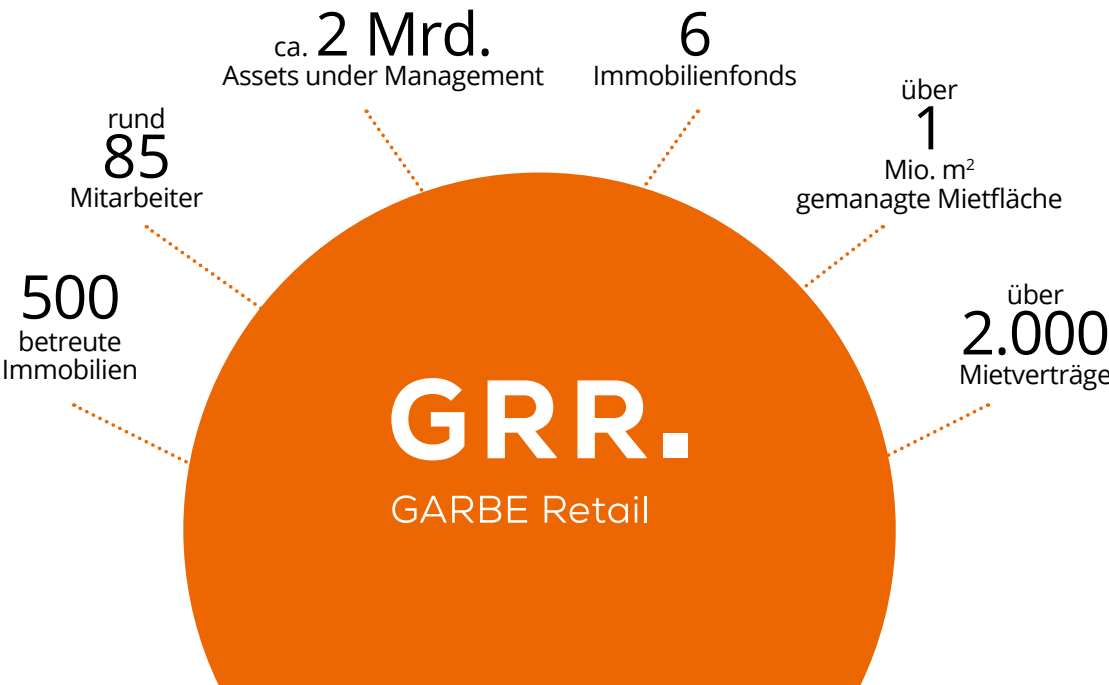 500
betreute
Immobilien
rund
85
Mitarbeiter
ca. 2 Mrd.
Assets under Management
6
Immobilienfonds
über
1
Mio. m²
gemanagte Mietfläche
über
2.000
Mietverträge
GRR.
GARBE Retail